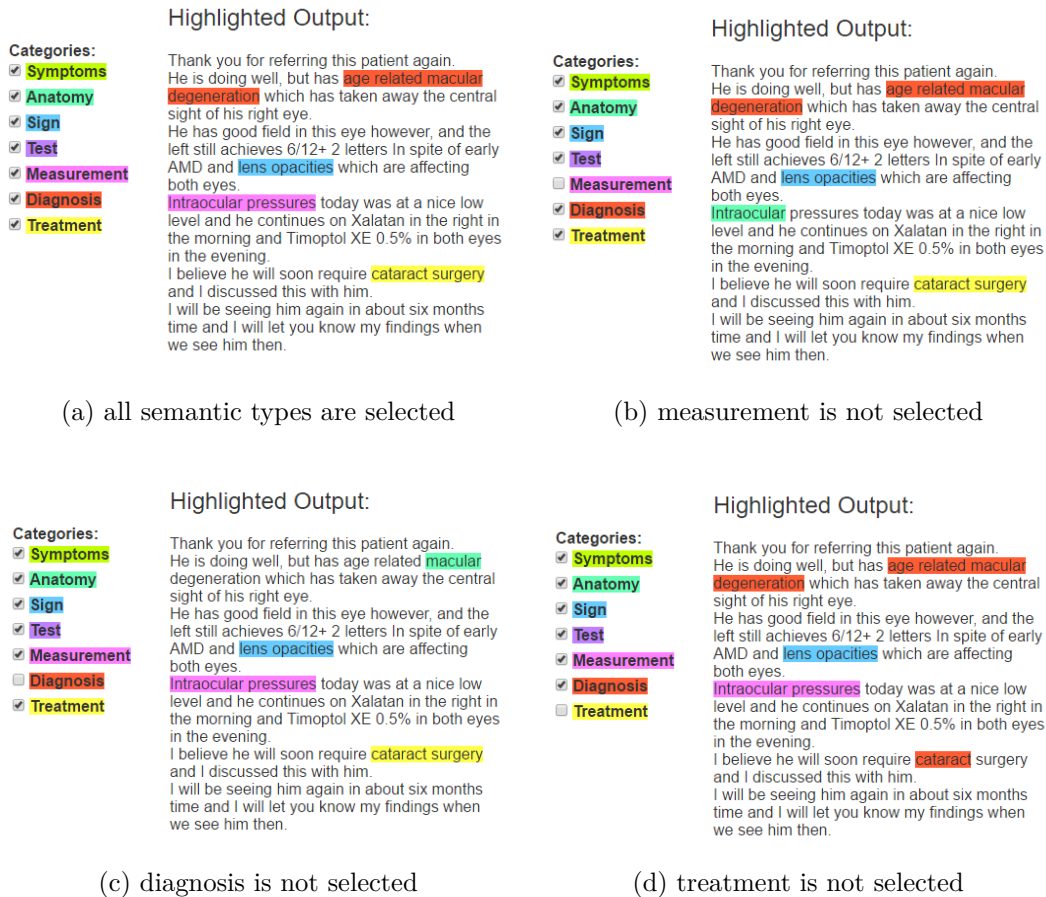 Highlighted Output:
Categories:
Symptoms
Anatomy
Sign
Test
Measurement
Diagnosis
Treatment
Thank you for referring this patient again.
He is doing well, but has age related macular
degeneration which has taken away the central
sight of his right eye.
He has good field in this eye however, and the
left still achieves 6/12+ 2 letters In spite of early
AMD and lens opacities which are affecting
both eyes.
Intraocular pressures today was at a nice low
level and he continues on Xalatan in the right in
the morning and Timoptol XE 0.5% in both eyes
in the evening.
I believe he will soon require cataract surgery
and I discussed this with him.
I will be seeing him again in about six months
time and I will let you know my findings when
we see him then.
(a) all semantic types are selected
Highlighted Output:
Categories:
Symptoms
Anatomy
Sign
Test
Measurement
Diagnosis
Treatment
Thank you for referring this patient again.
He is doing well, but has age related macular
degeneration which has taken away the central
sight of his right eye.
He has good field in this eye however, and the
left still achieves 6/12+ 2 letters In spite of early
AMD and lens opacities which are affecting
both eyes.
Intraocular pressures today was at a nice low
level and he continues on Xalatan in the right in
the morning and Timoptol XE 0.5% in both eyes
in the evening.
I believe he will soon require cataract surgery
and I discussed this with him.
I will be seeing him again in about six months
time and I will let you know my findings when
we see him then.
(b) measurement is not selected
Highlighted Output:
Categories:
Symptoms
Anatomy
Sign
Test
Measurement
Diagnosis
Treatment
Thank you for referring this patient again.
He is doing well, but has age related macular
degeneration which has taken away the central
sight of his right eye.
He has good field in this eye however, and the
left still achieves 6/12+ 2 letters In spite of early
AMD and lens opacities which are affecting
both eyes.
Intraocular pressures today was at a nice low
level and he continues on Xalatan in the right in
the morning and Timoptol XE 0.5% in both eyes
in the evening.
I believe he will soon require cataract surgery
and I discussed this with him.
I will be seeing him again in about six months
time and I will let you know my findings when
we see him then.
(c) diagnosis is not selected
Highlighted Output:
Categories:
Symptoms
Anatomy
Sign
Test
Measurement
Diagnosis
Treatment
Thank you for referring this patient again.
He is doing well, but has age related macular
degeneration which has taken away the central
sight of his right eye.
He has good field in this eye however, and the
left still achieves 6/12+ 2 letters In spite of early
AMD and lens opacities which are affecting
both eyes.
Intraocular pressures today was at a nice low
level and he continues on Xalatan in the right in
the morning and Timoptol XE 0.5% in both eyes
in the evening.
I believe he will soon require cataract surgery
and I discussed this with him.
I will be seeing him again in about six months
time and I will let you know my findings when
we see him then.
(d) treatment is not selected